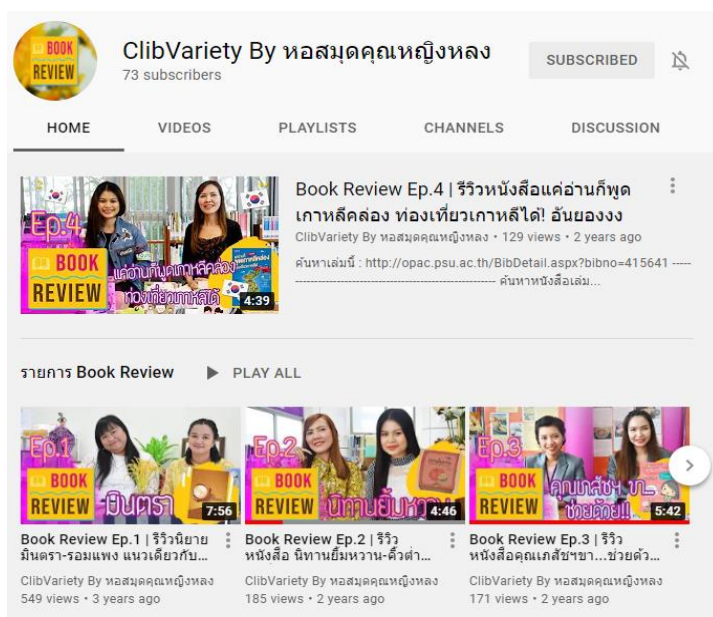 BOOK
REVIEW
ClibVariety By หอสมุดคุณหญิงหลง
73 subscribers
SUBSCRIBED
HOME
VIDEOS
PLAYLISTS
CHANNELS
DISCUSSION
Ep.4
BOOK
REVIEW
แค่อ่านก็พูดเกาหลีคล่อง
ท่องเที่ยวเกาหลีได้
4:39
Book Review Ep.4 | รีวิวหนังสือแค่อ่านก็พูด
เกาหลีคล่อง ท่องเที่ยวเกาหลีได้! อันยองงง
ClibVariety By หอสมุดคุณหญิงหลง • 129 views • 2 years ago
ค้นหาเล่มนี้ : http://opac.psu.ac.th/BibDetail.aspx?bibno=415641 -----
-------------------------------------------------- ค้นหาหนังสือเล่ม...
รายการ Book Review
PLAY ALL
Ep.1
BOOK
REVIEW
มินตรา
7:56
Ep.2
BOOK
REVIEW
นิทานยิ้มหวาน
4:46
Ep.3
BOOK
REVIEW
คุณเภสัชฯ ขา...
ช่วยด้วย!!
5:42
Book Review Ep.1 | รีวิวนิยาย
มินตรา-รอมแพง แนวเดียวกับ...
ClibVariety By หอสมุดคุณหญิงหลง
549 views • 3 years ago
Book Review Ep.2 | รีวิว
หนังสือ นิทานยิ้มหวาน-คิ้วต่ำ...
ClibVariety By หอสมุดคุณหญิงหลง
185 views • 2 years ago
Book Review Ep.3 | รีวิว
หนังสือคุณเภสัชฯขา...ช่วยด้ว...
ClibVariety By หอสมุดคุณหญิงหลง
171 views • 2 years ago